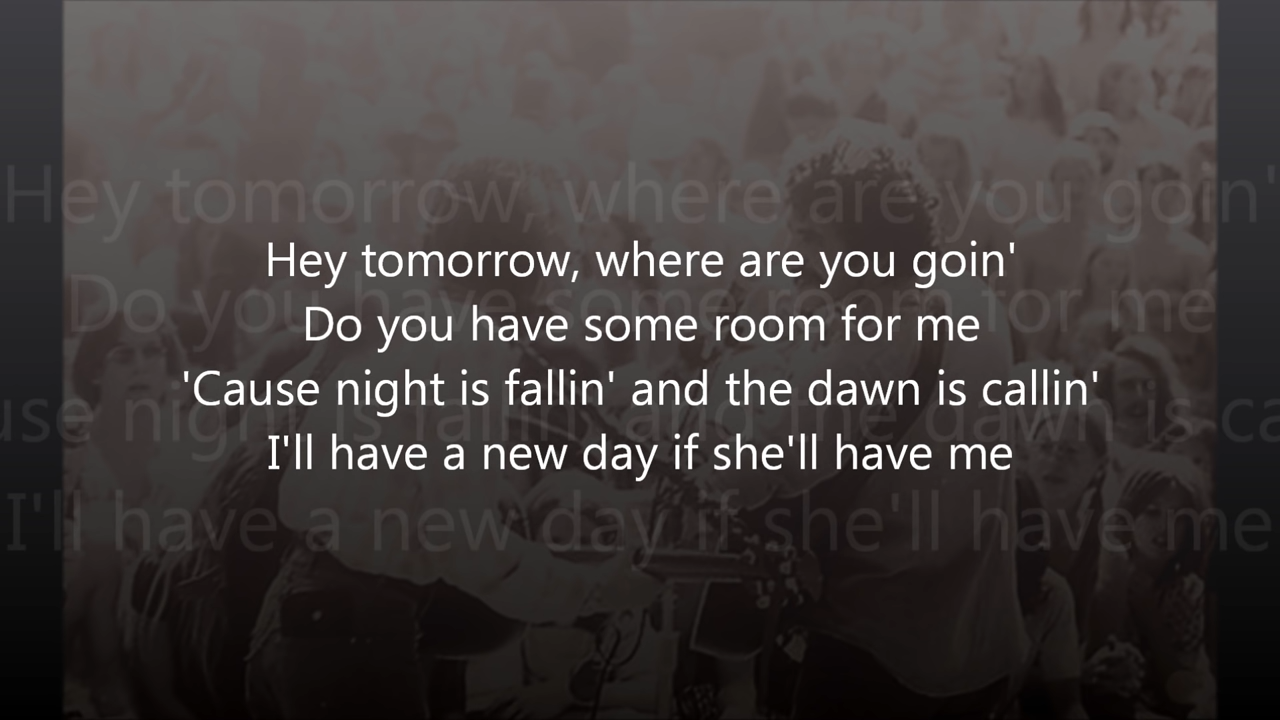 Hey tomorrow, where are you goin'
Do you have some room for me
'Cause night is fallin' and the dawn is callin'
I'll have a new day if she'll have me